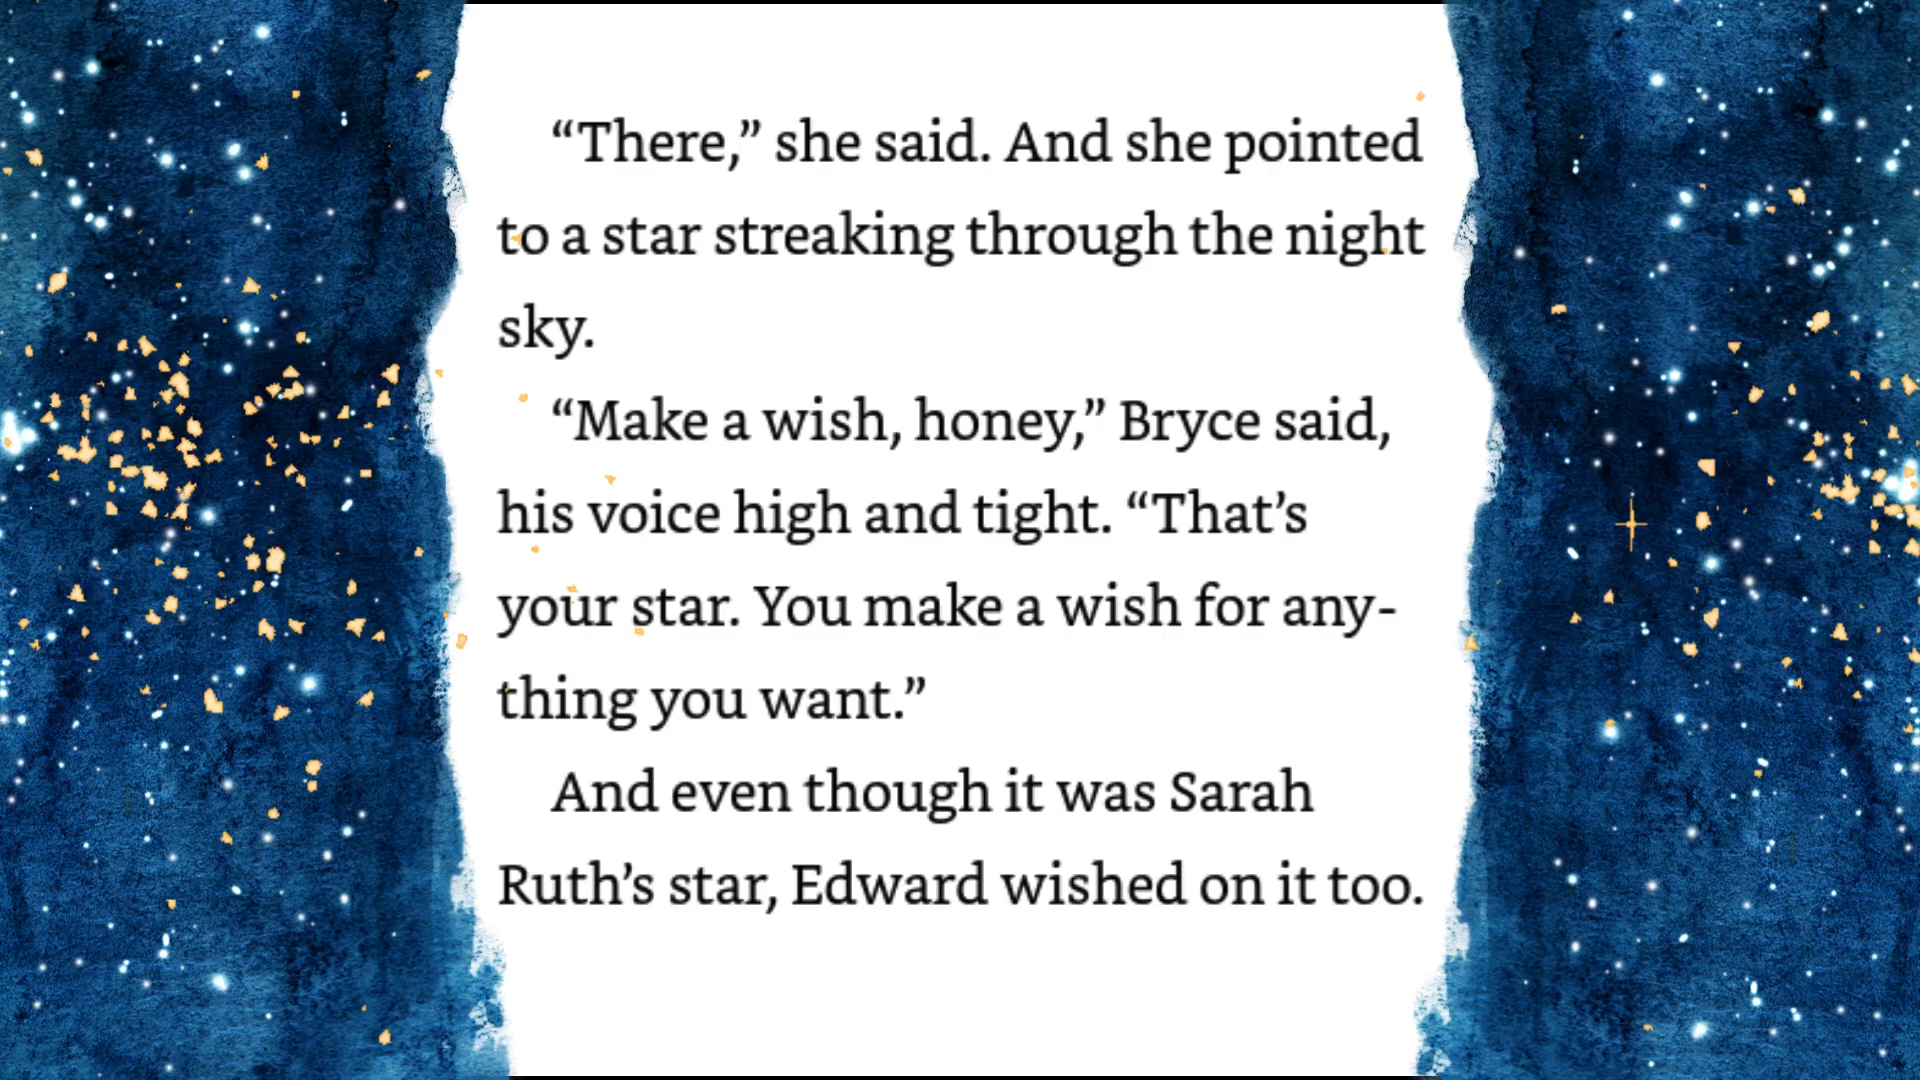 “There,” she said. And she pointed
to a star streaking through the night
sky.
“Make a wish, honey,” Bryce said,
his voice high and tight. “That’s
your star. You make a wish for any-
thing you want.”
And even though it was Sarah
Ruth’s star, Edward wished on it too.